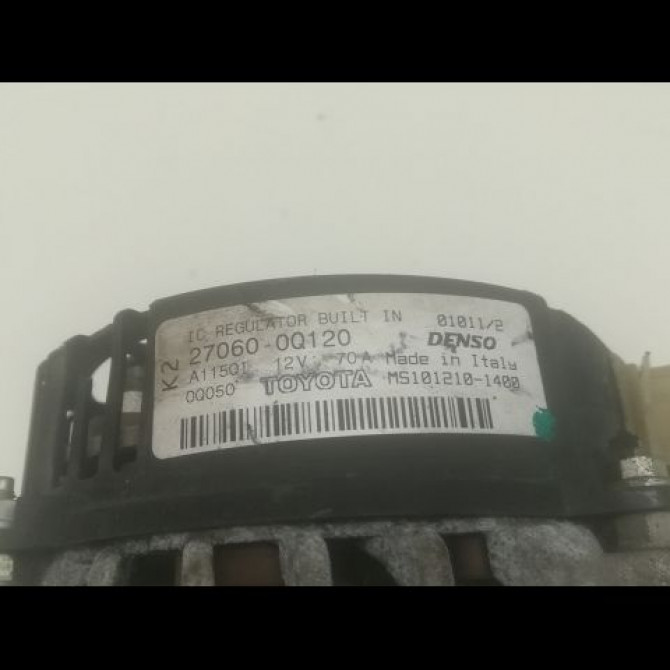 IC REGULATOR BUILT IN 01011/2
K2 27060-0Q120 DENSO
A115QT 12V 70A Made in Italy
0Q050 TOYOTA MS101210-1400